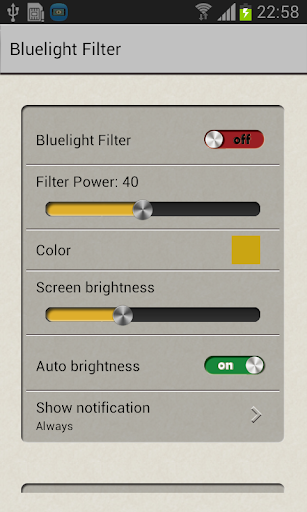 22:58
Bluelight Filter
Bluelight Filter off
Filter Power: 40
Color
Screen brightness
Auto brightness on
Show notification
Always